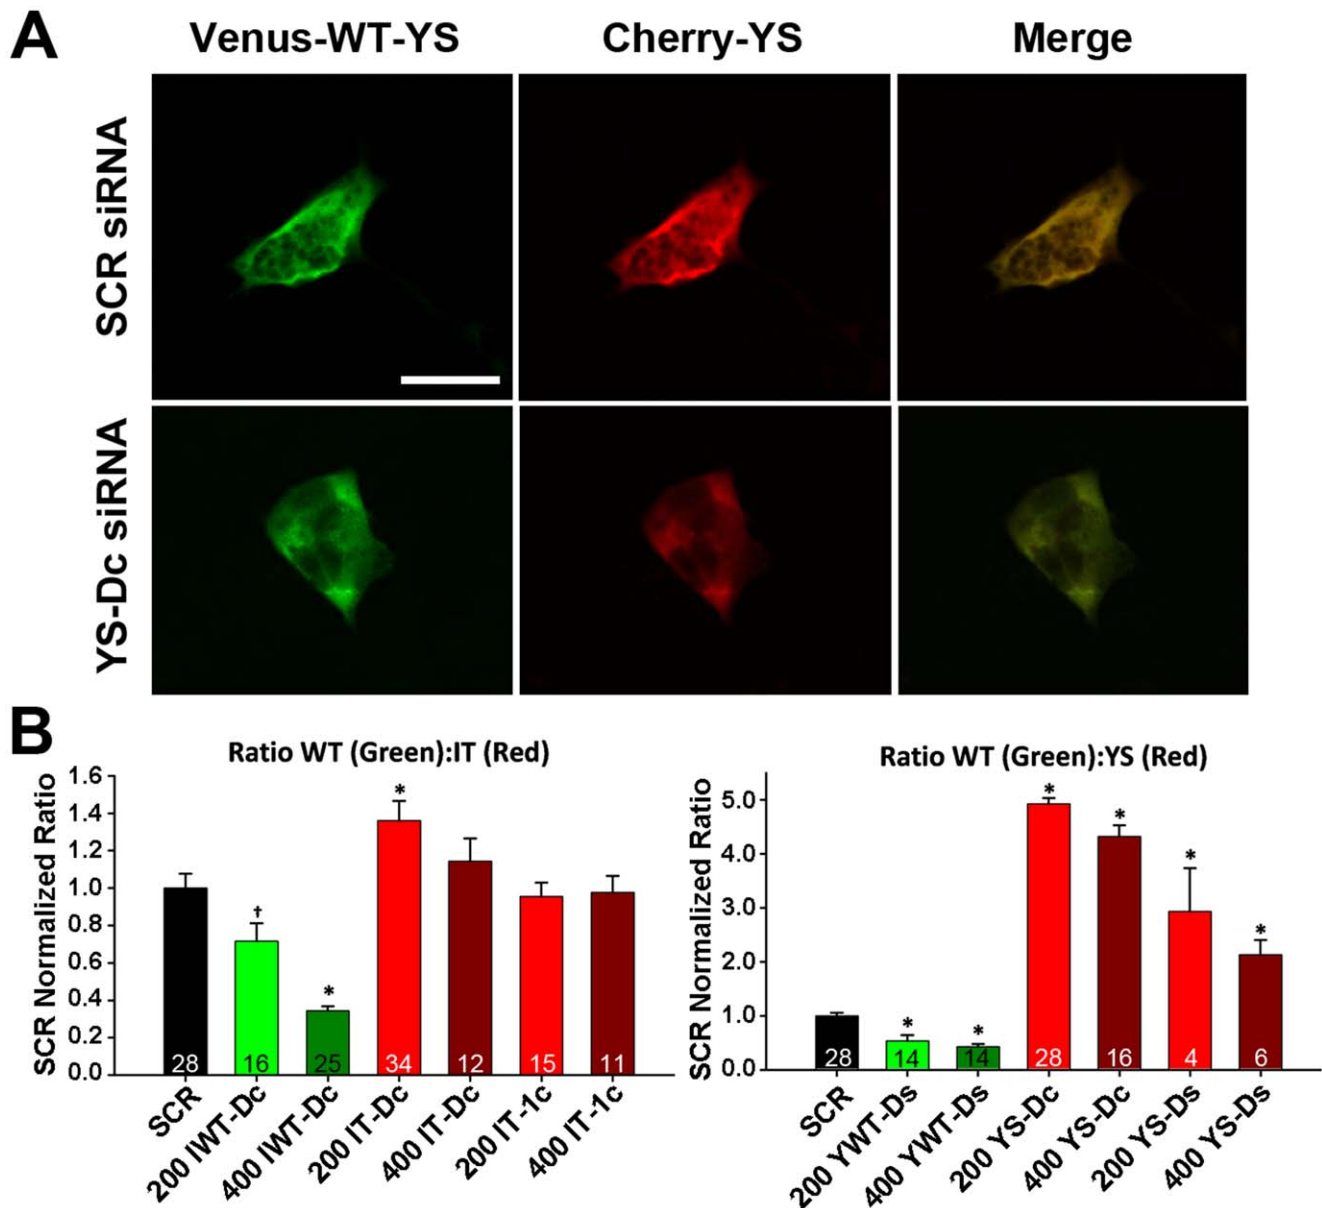 A
Venus-WT-YS Cherry-YS Merge
SCR siRNA
YS-Dc siRNA
B
Ratio WT (Green):IT (Red)
SCR Normalized Ratio
1.6
1.4
1.2
1.0
0.8
0.6
0.4
0.2
0.0
*
†
*
28 16 25 34 12 15 11
SCR
200 IWT-Dc
400 IWT-Dc
200 IT-Dc
400 IT-Dc
200 IT-1c
400 IT-1c
Ratio WT (Green):YS (Red)
SCR Normalized Ratio
5.0
4.0
3.0
2.0
1.0
0.0
* * * * * *
28 14 14 28 16 4 6
SCR
200 YWT-Ds
400 YWT-Ds
200 YS-Dc
400 YS-Dc
200 YS-Ds
400 YS-Ds